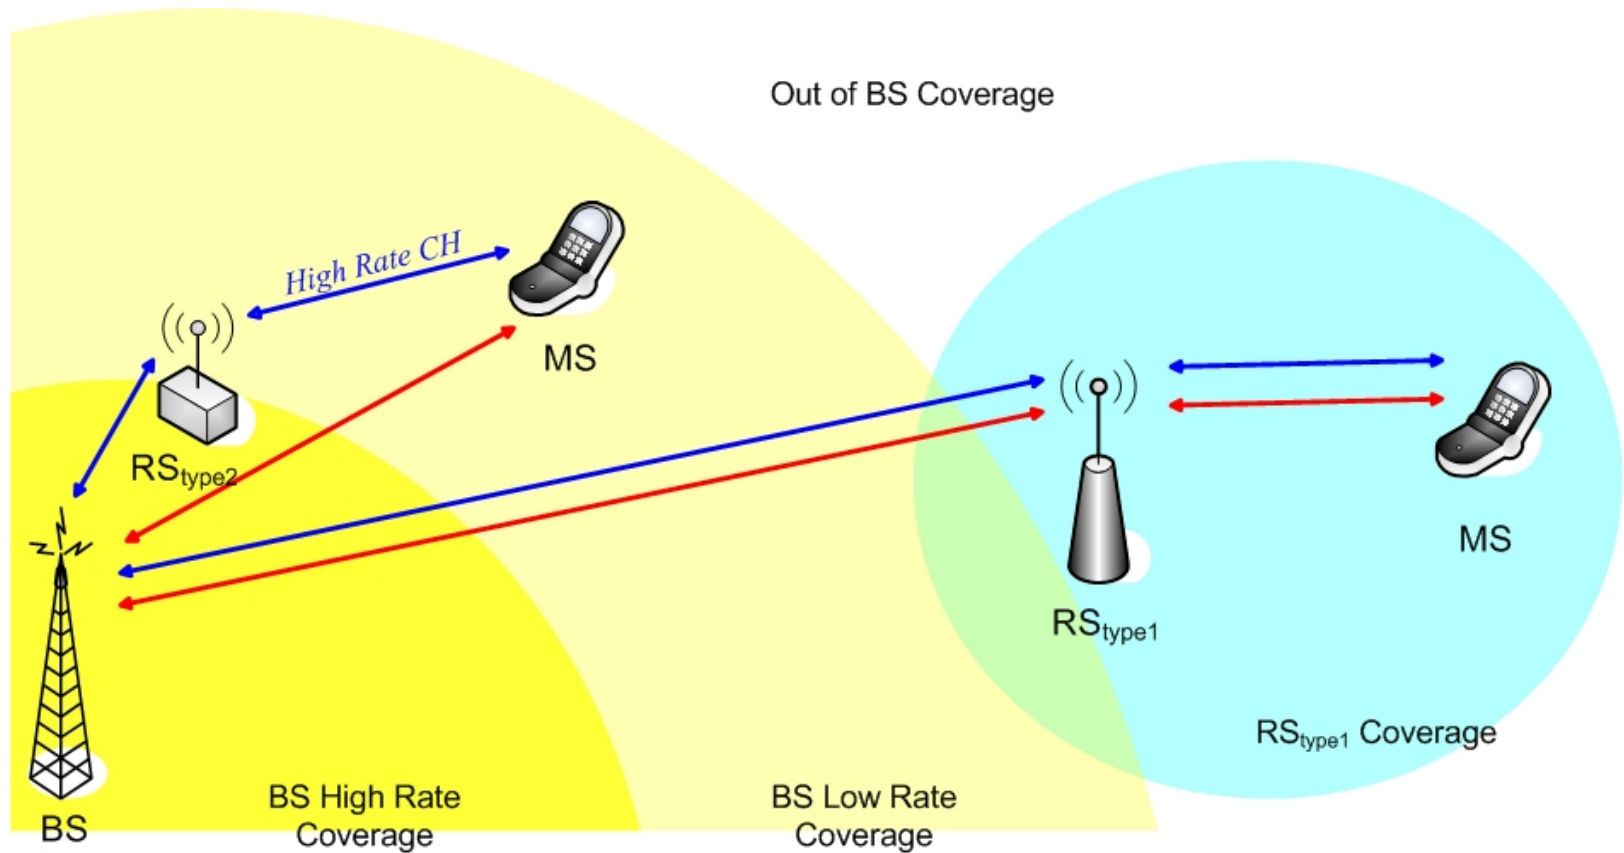 Out of BS Coverage
High Rate CH
MS
RStype2
MS
RStype1
RStype1 Coverage
BS High Rate
Coverage
BS Low Rate
Coverage
BS